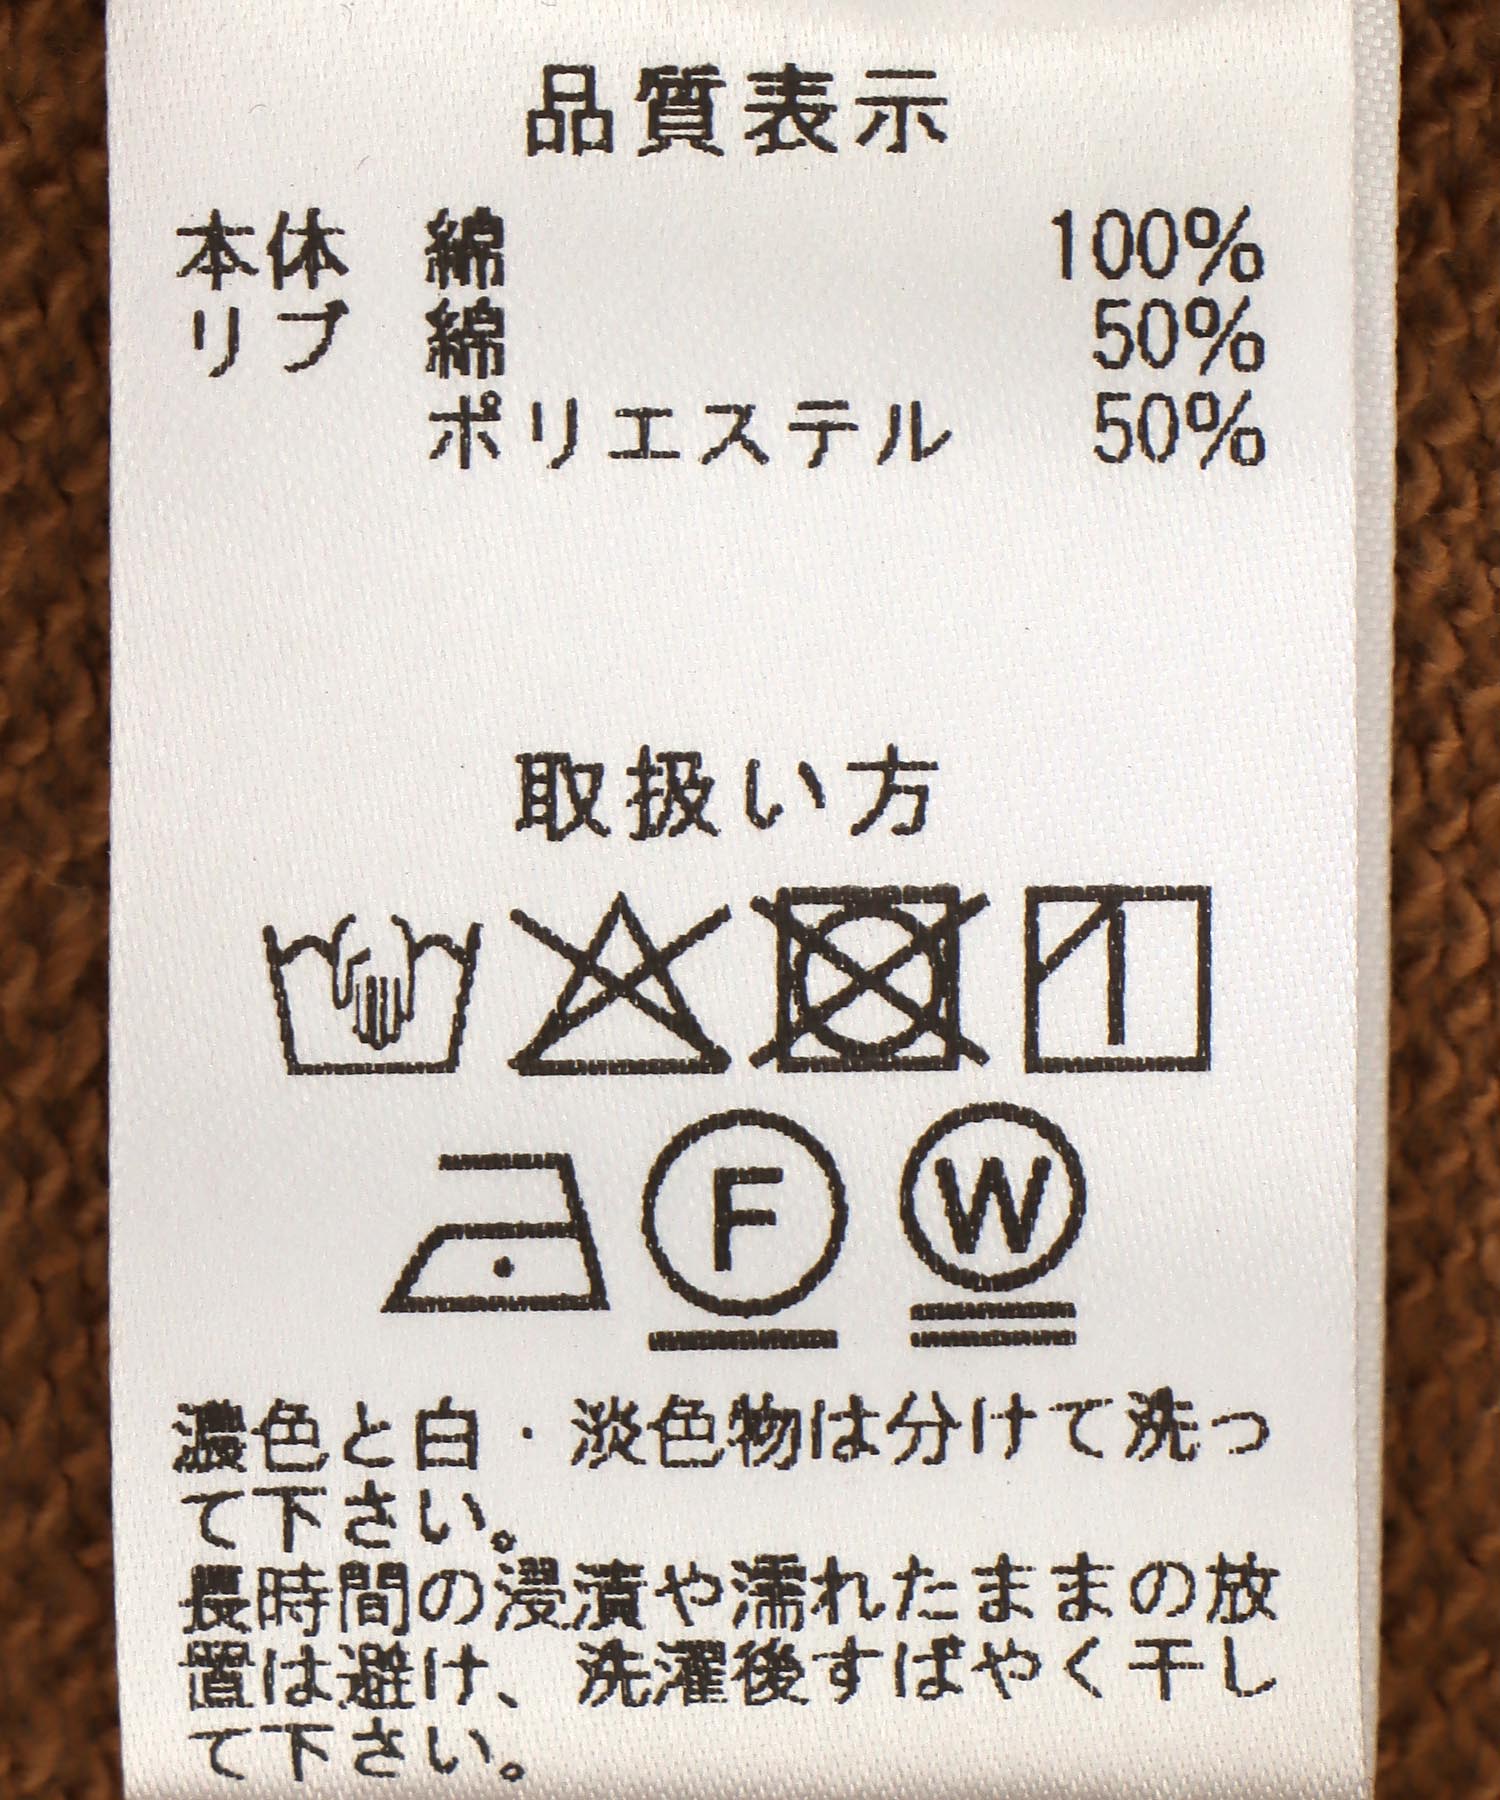 品質表示
本体 綿 100%
リブ 綿 50%
ポリエステル 50%
取扱い方
F W
濃色と白・淡色物は分けて洗っ
て下さい。
長時間の浸漬や濡れたままの放
置は避け、洗濯後すばやく干し
て下さい。